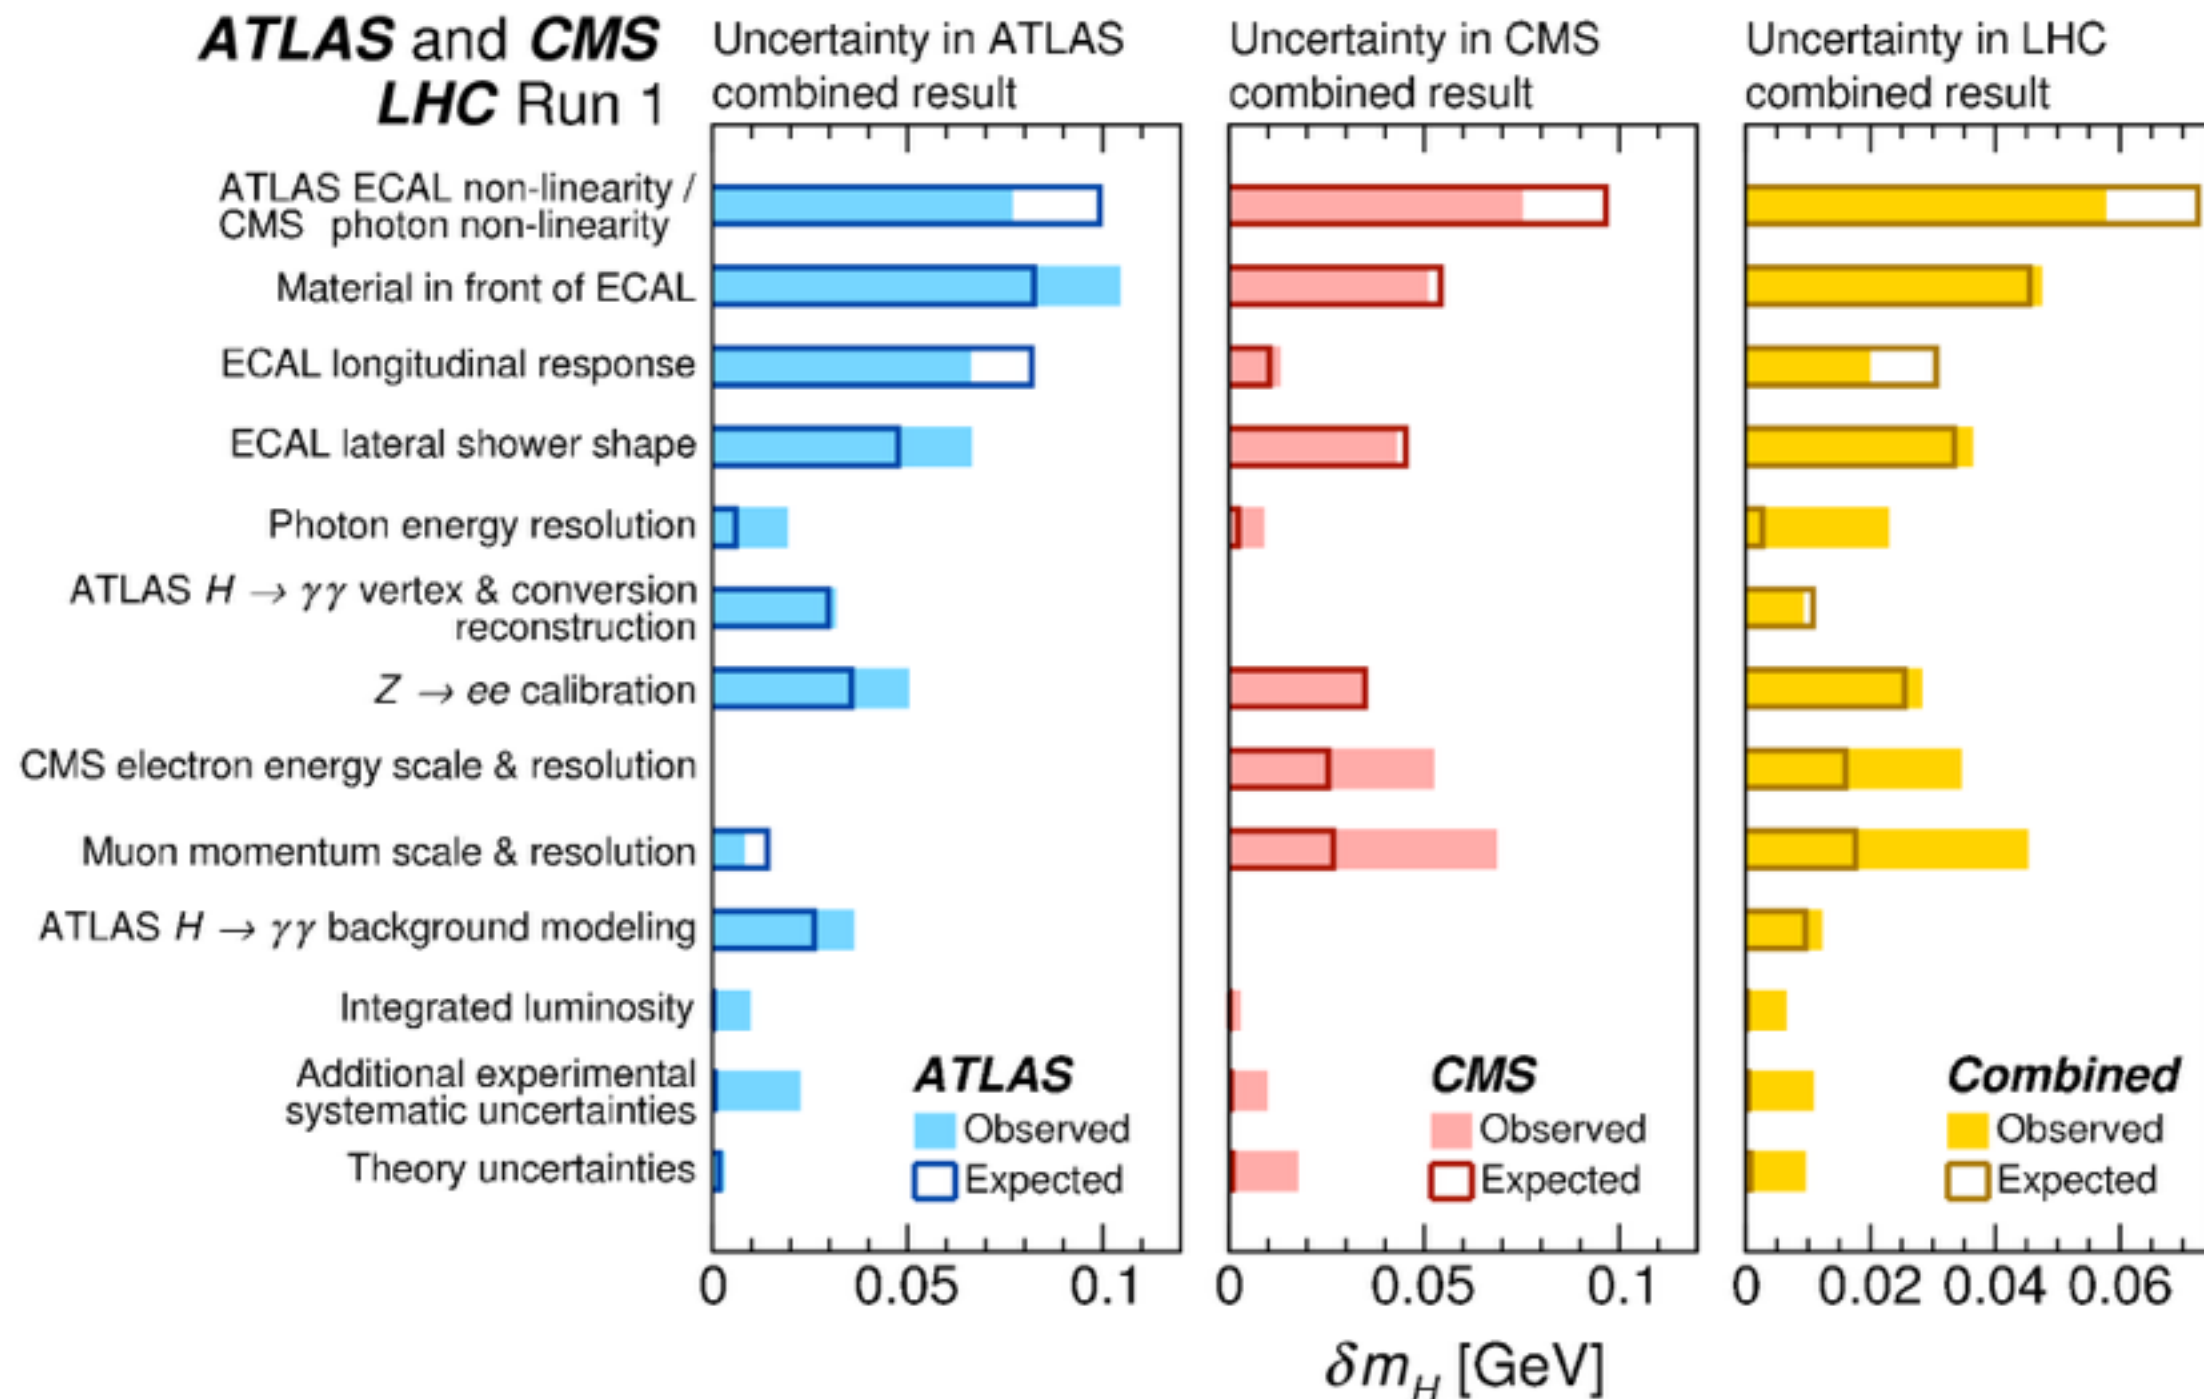 ATLAS and CMS
LHC Run 1
Uncertainty in ATLAS
combined result
Uncertainty in CMS
combined result
Uncertainty in LHC
combined result
ATLAS ECAL non-linearity /
CMS photon non-linearity
Material in front of ECAL
ECAL longitudinal response
ECAL lateral shower shape
Photon energy resolution
ATLAS H → γγ vertex & conversion
reconstruction
Z → ee calibration
CMS electron energy scale & resolution
Muon momentum scale & resolution
ATLAS H → γγ background modeling
Integrated luminosity
Additional experimental
systematic uncertainties
Theory uncertainties
ATLAS
Observed
Expected
CMS
Observed
Expected
Combined
Observed
Expected
0 0.05 0.1
0 0.05 0.1
0 0.02 0.04 0.06
δm_H [GeV]